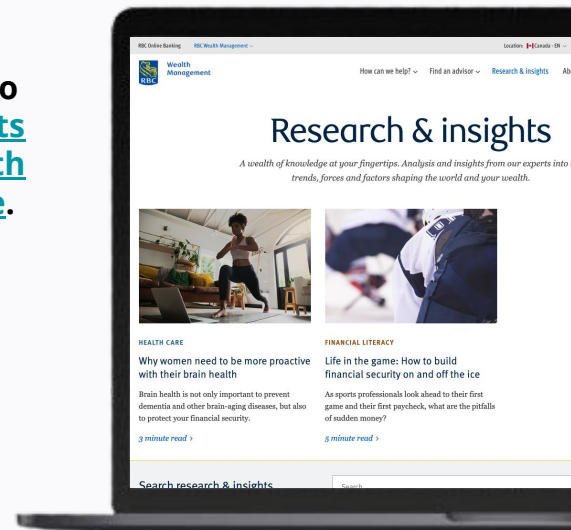 RBC Online Banking RBC Wealth Management
Location: Canada - EN
RBC
Wealth
Management
How can we help? Find an advisor Research & insights
Research & insights
A wealth of knowledge at your fingertips. Analysis and insights from our experts into
trends, forces and factors shaping the world and your wealth.
HEALTH CARE
Why women need to be more proactive
with their brain health
Brain health is not only important to prevent
dementia and other brain-aging diseases, but also
to protect your financial security.
3 minute read >
FINANCIAL LITERACY
Life in the game: How to build
financial security on and off the ice
As sports professionals look ahead to their first
game and their first paycheck, what are the pitfalls
of sudden money?
5 minute read >
Search research & insights
Search